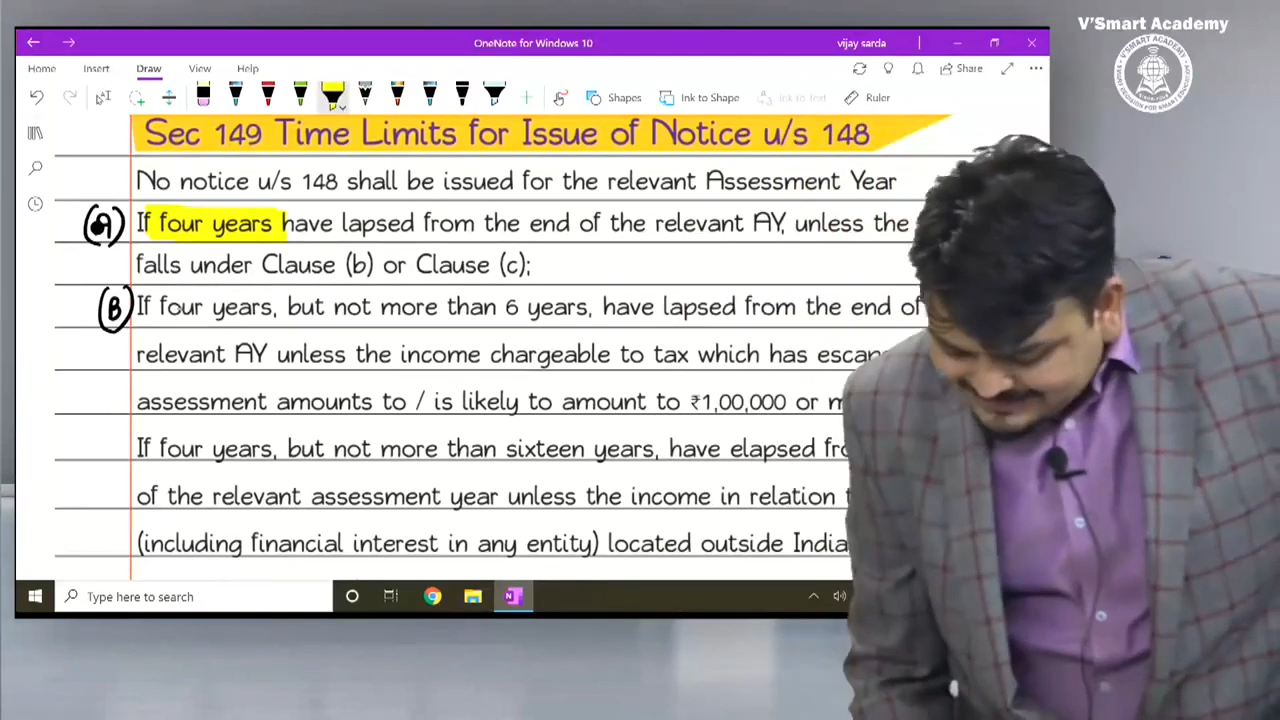 V'Smart Academy
OneNote for Windows 10
vijay sarda
Home Insert Draw View Help
Share
Shapes
Ink to Shape
Ink to Text
Ruler
Sec 149 Time Limits for Issue of Notice u/s 148
No notice u/s 148 shall be issued for the relevant Assessment Year
(A) If four years have lapsed from the end of the relevant AY, unless the
falls under Clause (b) or Clause (c);
(B) If four years, but not more than 6 years, have lapsed from the end of
relevant AY unless the income chargeable to tax which has
assessment amounts to / is likely to amount to ₹1,00,000 or
If four years, but not more than sixteen years, have elapsed
of the relevant assessment year unless the income in relation
(including financial interest in any entity) located outside India
Type here to search